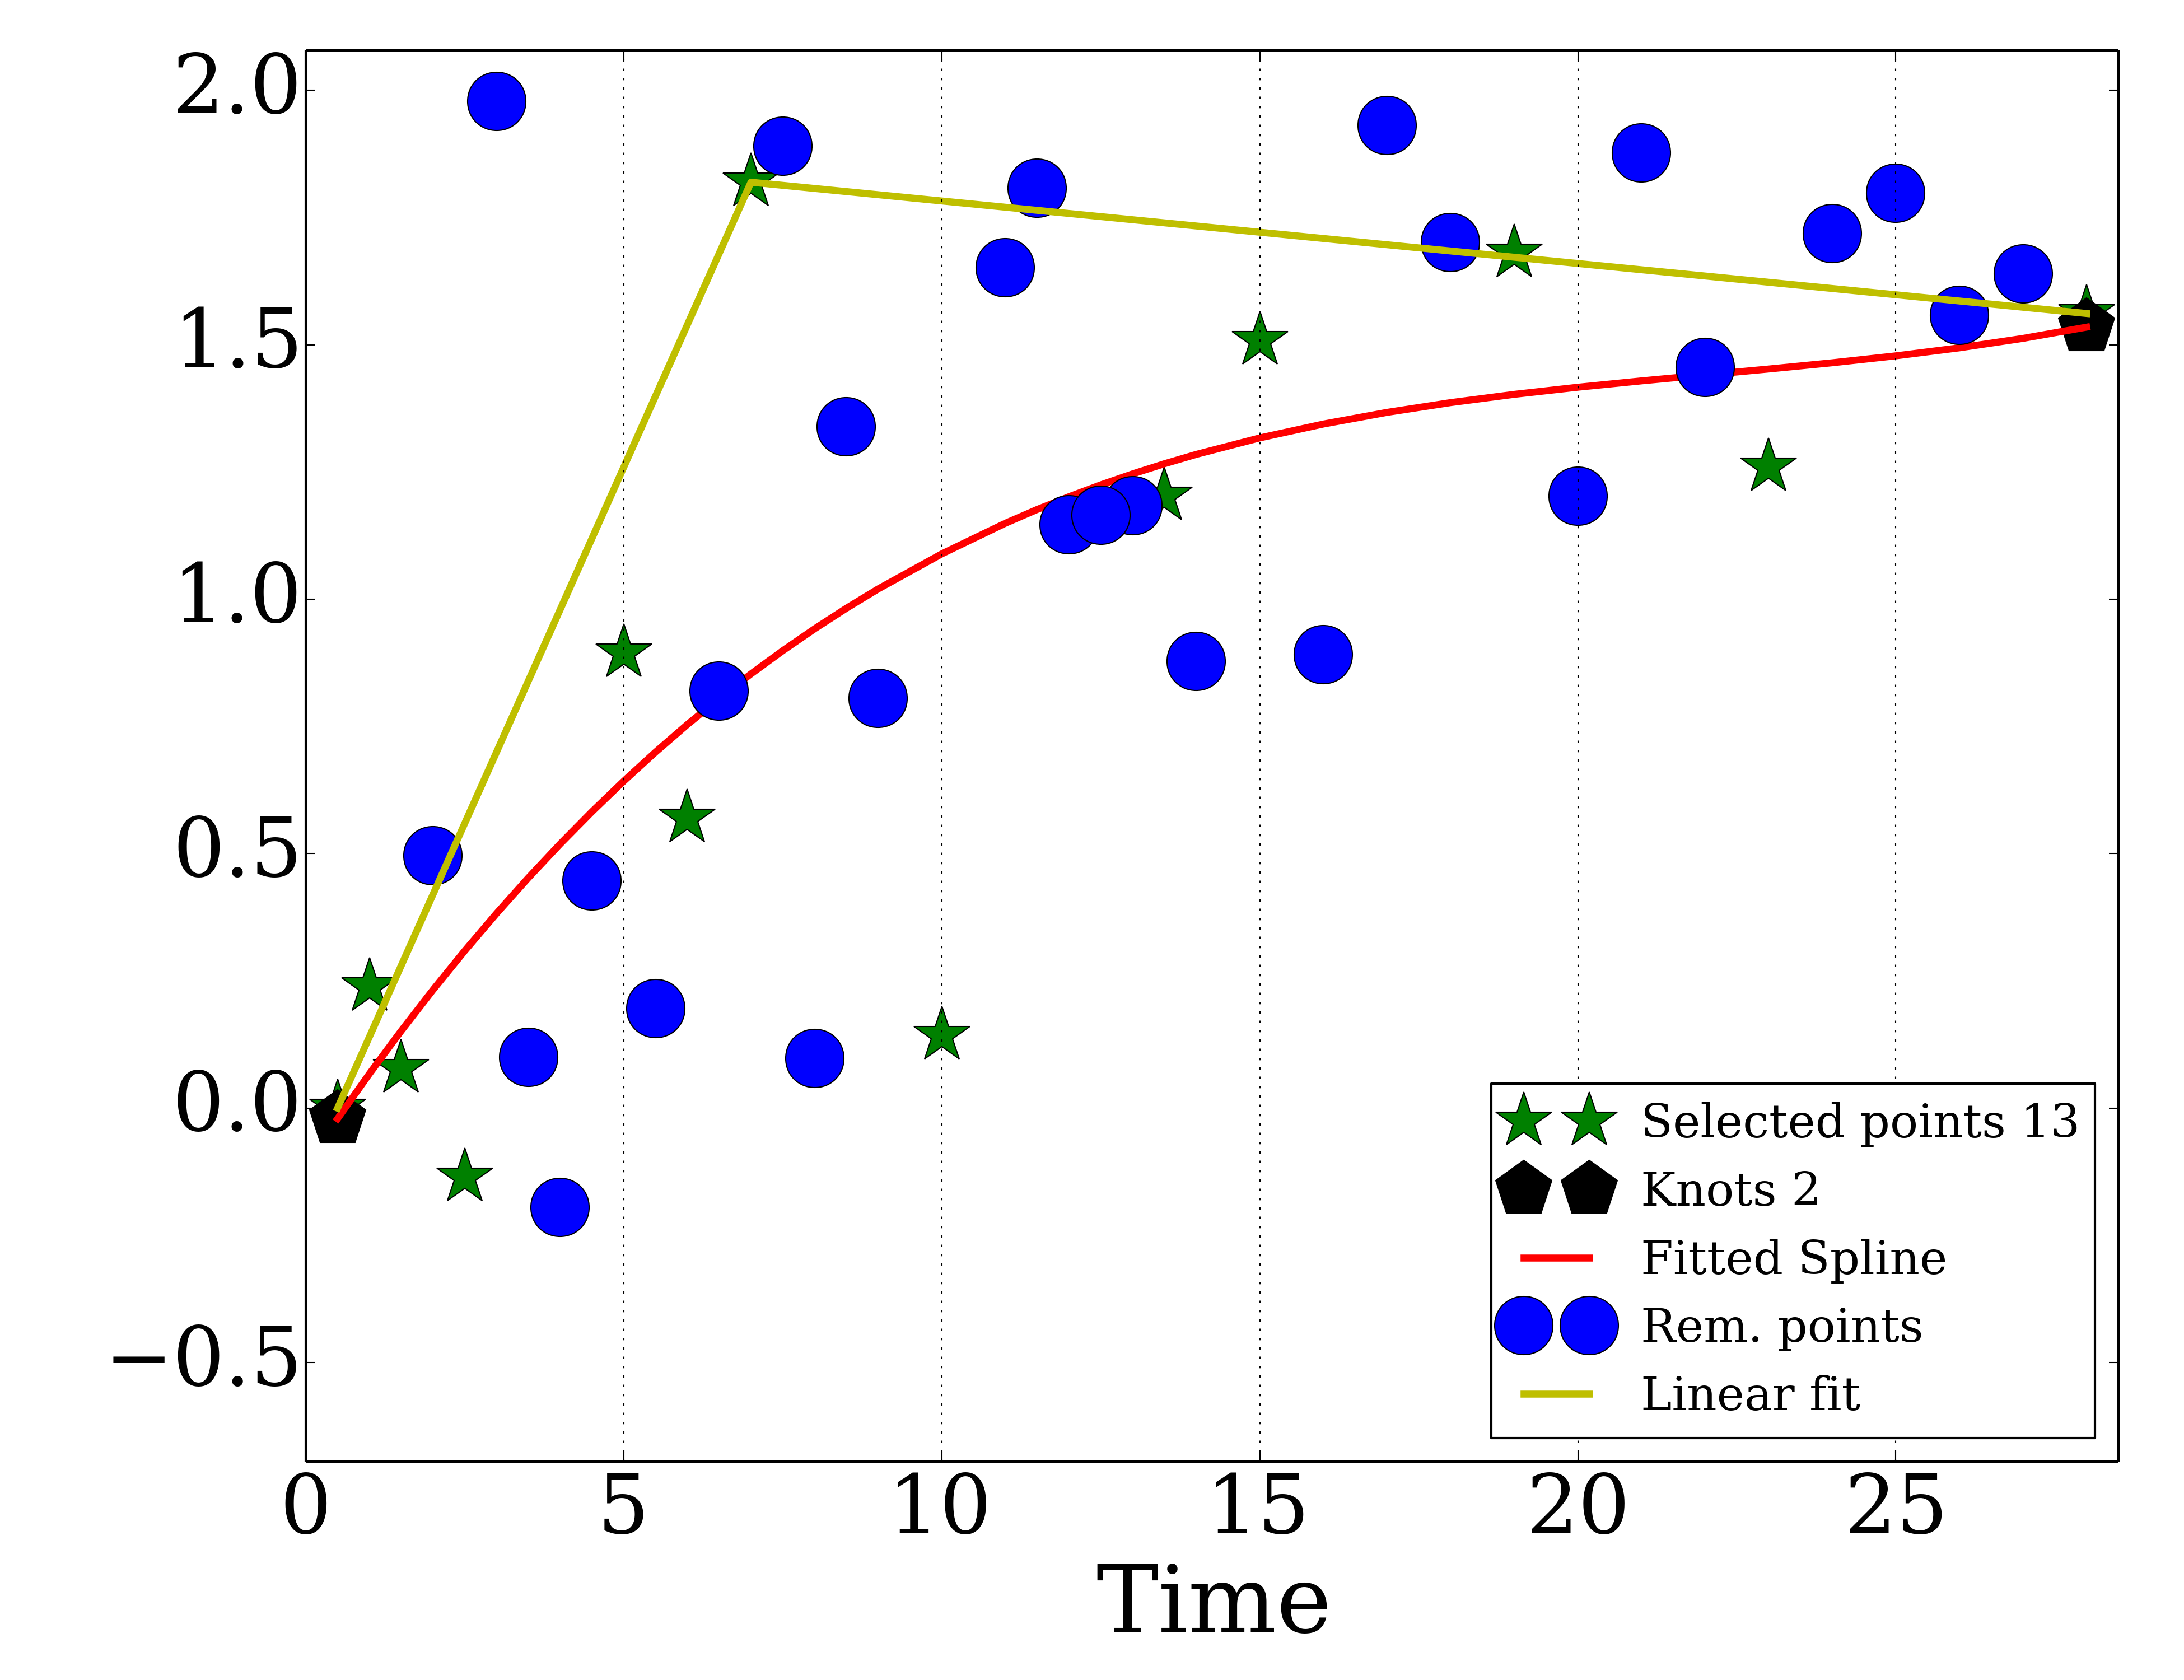 2.0
1.5
1.0
0.5
0.0
−0.5
0 5 10 15 20 25
Time
Selected points 13
Knots 2
Fitted Spline
Rem. points
Linear fit